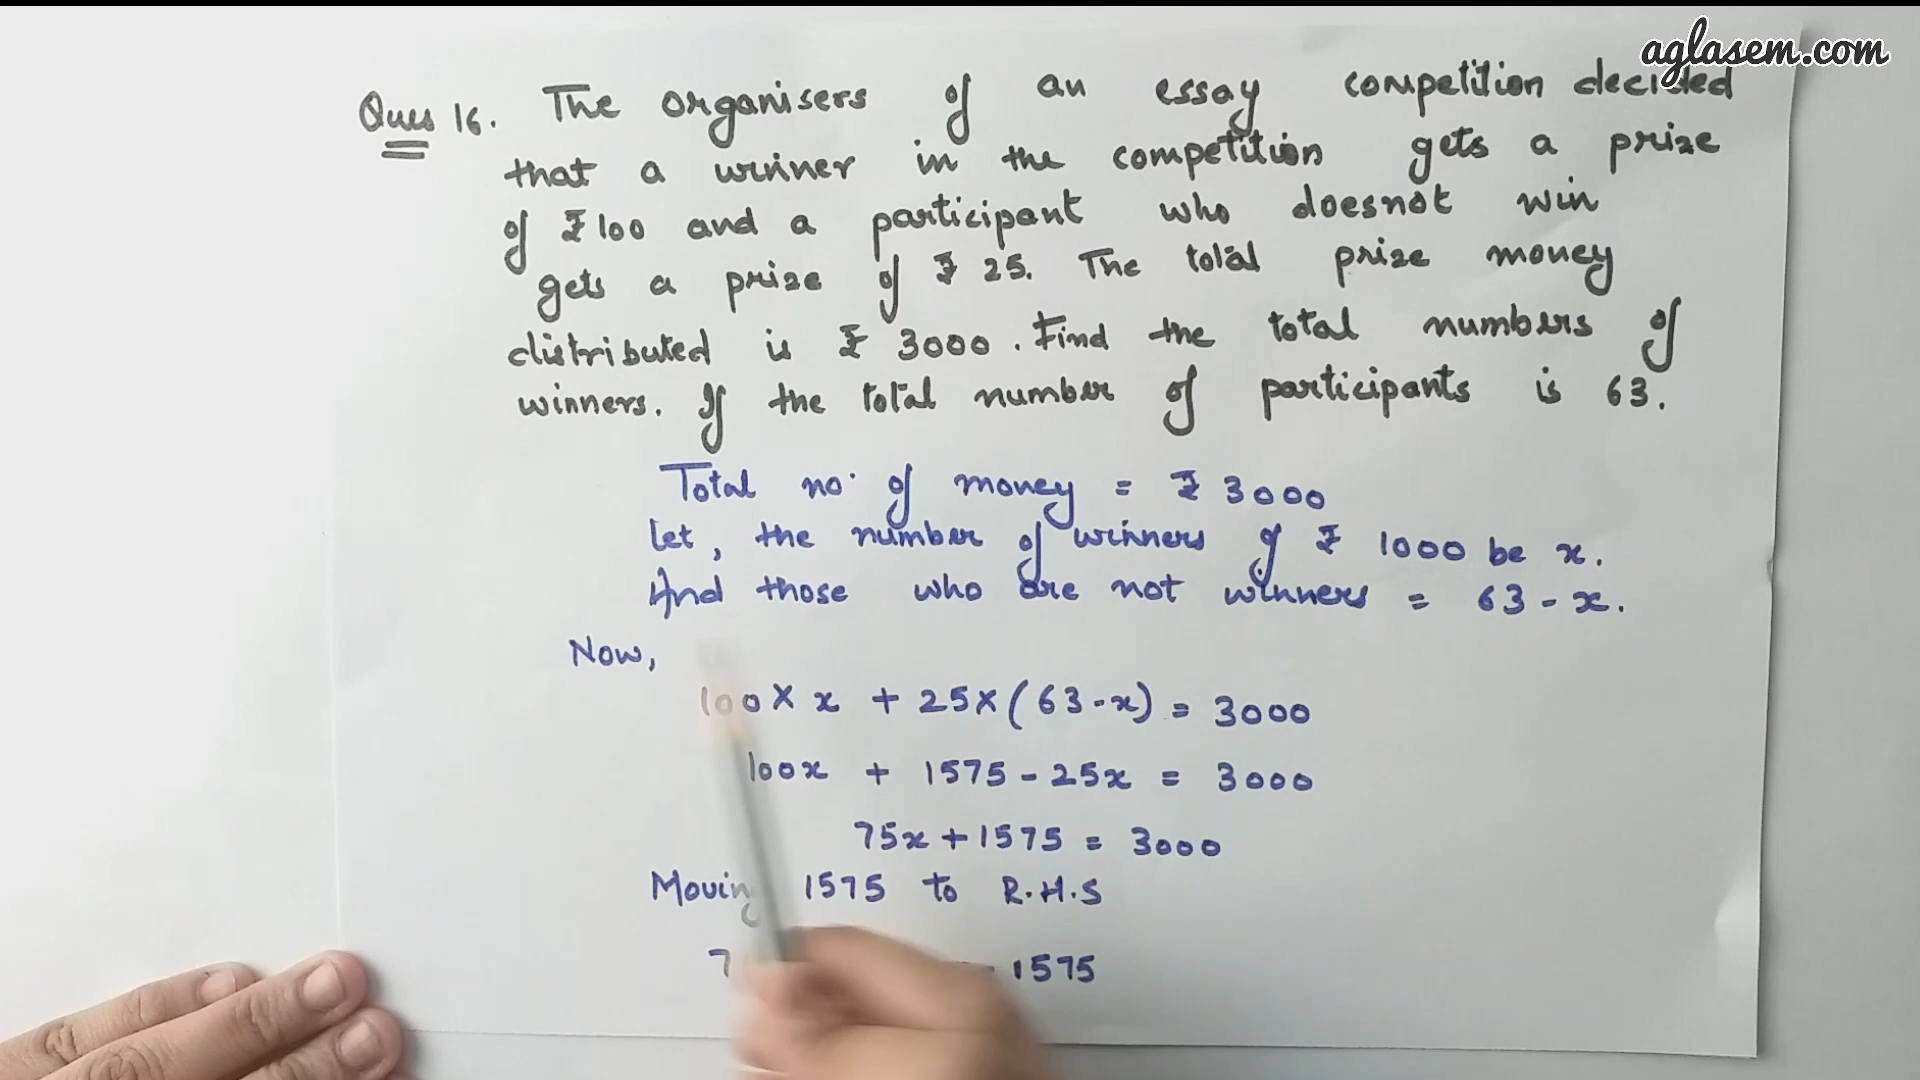 aglasem.com
Ques 16. The organisers of an essay competition decided
that a winner in the competition gets a prize
of ₹ 100 and a participant who doesnot win
gets a prize of ₹ 25. The total prize money
distributed is ₹ 3000. Find the total numbers of
winners. If the total number of participants is 63.
Total no. of money = ₹ 3000
let, the number of winners of ₹ 1000 be x.
And those who are not winners = 63 - x.
Now,
100 × x + 25 × (63 - x) = 3000
100x + 1575 - 25x = 3000
75x + 1575 = 3000
Moving 1575 to R.H.S
7 - 1575